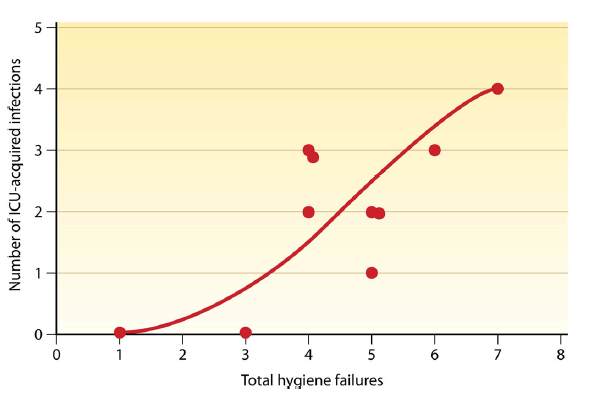 5
4
3
2
1
0
Number of ICU-acquired infections
0 1 2 3 4 5 6 7 8
Total hygiene failures